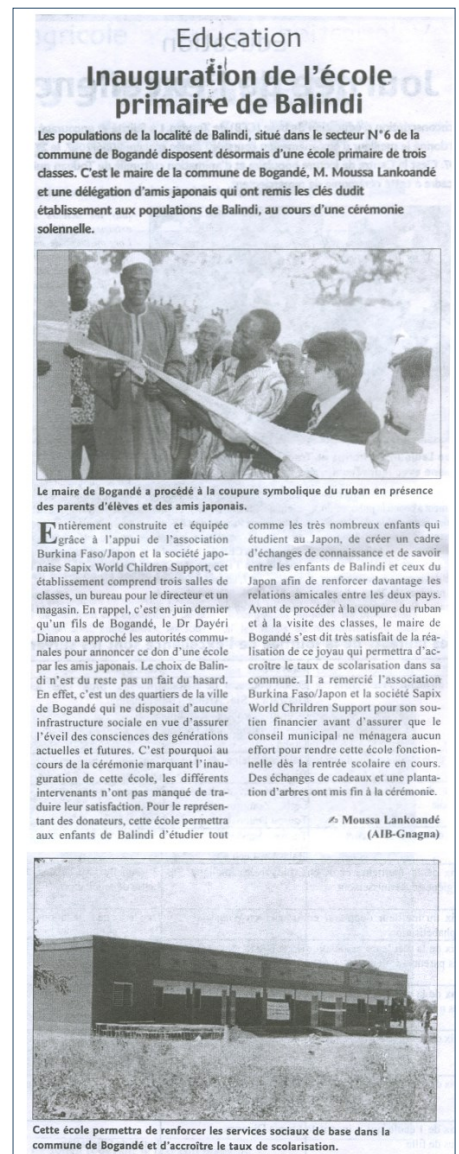 Education
Inauguration de l'école
primaire de Balindi
Les populations de la localité de Balindi, situé dans le secteur N°6 de la
commune de Bogandé disposent désormais d'une école primaire de trois
classes. C'est le maire de la commune de Bogandé, M. Moussa Lankoandé
et une délégation d'amis japonais qui ont remis les clés dudit
établissement aux populations de Balindi, au cours d'une cérémonie
solennelle.
Le maire de Bogandé a procédé à la coupure symbolique du ruban en présence
des parents d'élèves et des amis japonais.
Entièrement construite et équipée
grâce à l'appui de l'association
Burkina Faso/Japon et la société japo-
naise Sapix World Children Support, cet
établissement comprend trois salles de
classes, un bureau pour le directeur et un
magasin. En rappel, c'est en juin dernier
qu'un fils de Bogandé, le Dr Dayéri
Dianou a approché les autorités commu-
nales pour annoncer ce don d'une école
par les amis japonais. Le choix de Balin-
di n'est du reste pas un fait du hasard.
En effet, c'est un des quartiers de la ville
de Bogandé qui ne disposait d'aucune
infrastructure sociale en vue d'assurer
l'éveil des consciences des générations
actuelles et futures. C'est pourquoi au
cours de la cérémonie marquant l'inau-
guration de cette école, les différents
intervenants n'ont pas manqué de tra-
duire leur satisfaction. Pour le représen-
tant des donateurs, cette école permettra
aux enfants de Balindi d'étudier tout
comme les très nombreux enfants qui
étudient au Japon, de créer un cadre
d'échanges de connaissance et de savoir
entre les enfants de Balindi et ceux du
Japon afin de renforcer davantage les
relations amicales entre les deux pays.
Avant de procéder à la coupure du ruban
et à la visite des classes, le maire de
Bogandé s'est dit très satisfait de la réa-
lisation de ce joyau qui permettra d'ac-
croître le taux de scolarisation dans sa
commune. Il a remercié l'association
Burkina Faso/Japon et la société Sapix
World Chrildren Support pour son sou-
tien financier avant d'assurer que le
conseil municipal ne ménagera aucun
effort pour rendre cette école fonction-
nelle dès la rentrée scolaire en cours.
Des échanges de cadeaux et une planta-
tion d'arbres ont mis fin à la cérémonie.
✍ Moussa Lankoandé
(AIB-Gnagna)
Cette école permettra de renforcer les services sociaux de base dans la
commune de Bogandé et d'accroître le taux de scolarisation.